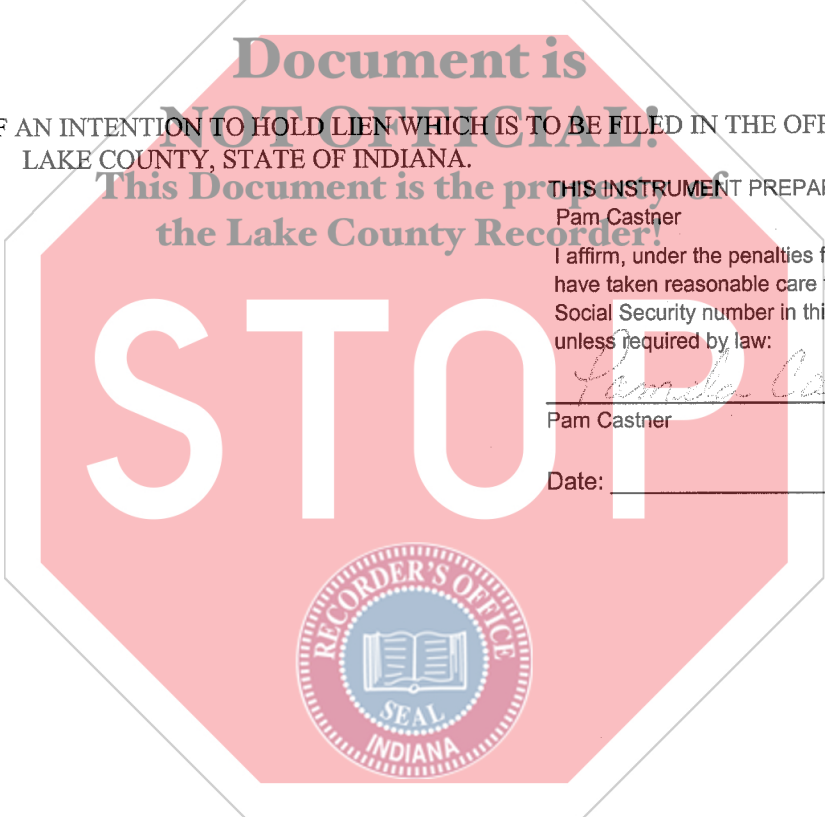 Document is
NOT OFFICIAL!
F AN INTENTION TO HOLD LIEN WHICH IS TO BE FILED IN THE OFF
LAKE COUNTY, STATE OF INDIANA.
This Document is the property of
the Lake County Recorder!
THIS INSTRUMENT PREPAR
Pam Castner
I affirm, under the penalties f
have taken reasonable care
Social Security number in thi
unless required by law:
Pamela Ca
Pam Castner
Date:
STOP
RECORDER'S OFFICE
SEAL
INDIANA